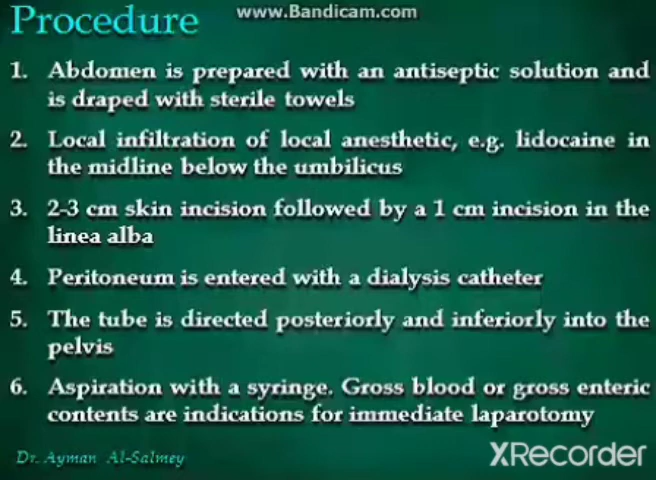 www.Bandicam.com
Procedure
1. Abdomen is prepared with an antiseptic solution and
is draped with sterile towels
2. Local infiltration of local anesthetic, e.g. lidocaine in
the midline below the umbilicus
3. 2-3 cm skin incision followed by a 1 cm incision in the
linea alba
4. Peritoneum is entered with a dialysis catheter
5. The tube is directed posteriorly and inferiorly into the
pelvis
6. Aspiration with a syringe. Gross blood or gross enteric
contents are indications for immediate laparotomy
Dr. Ayman Al-Salmey
XRecorder